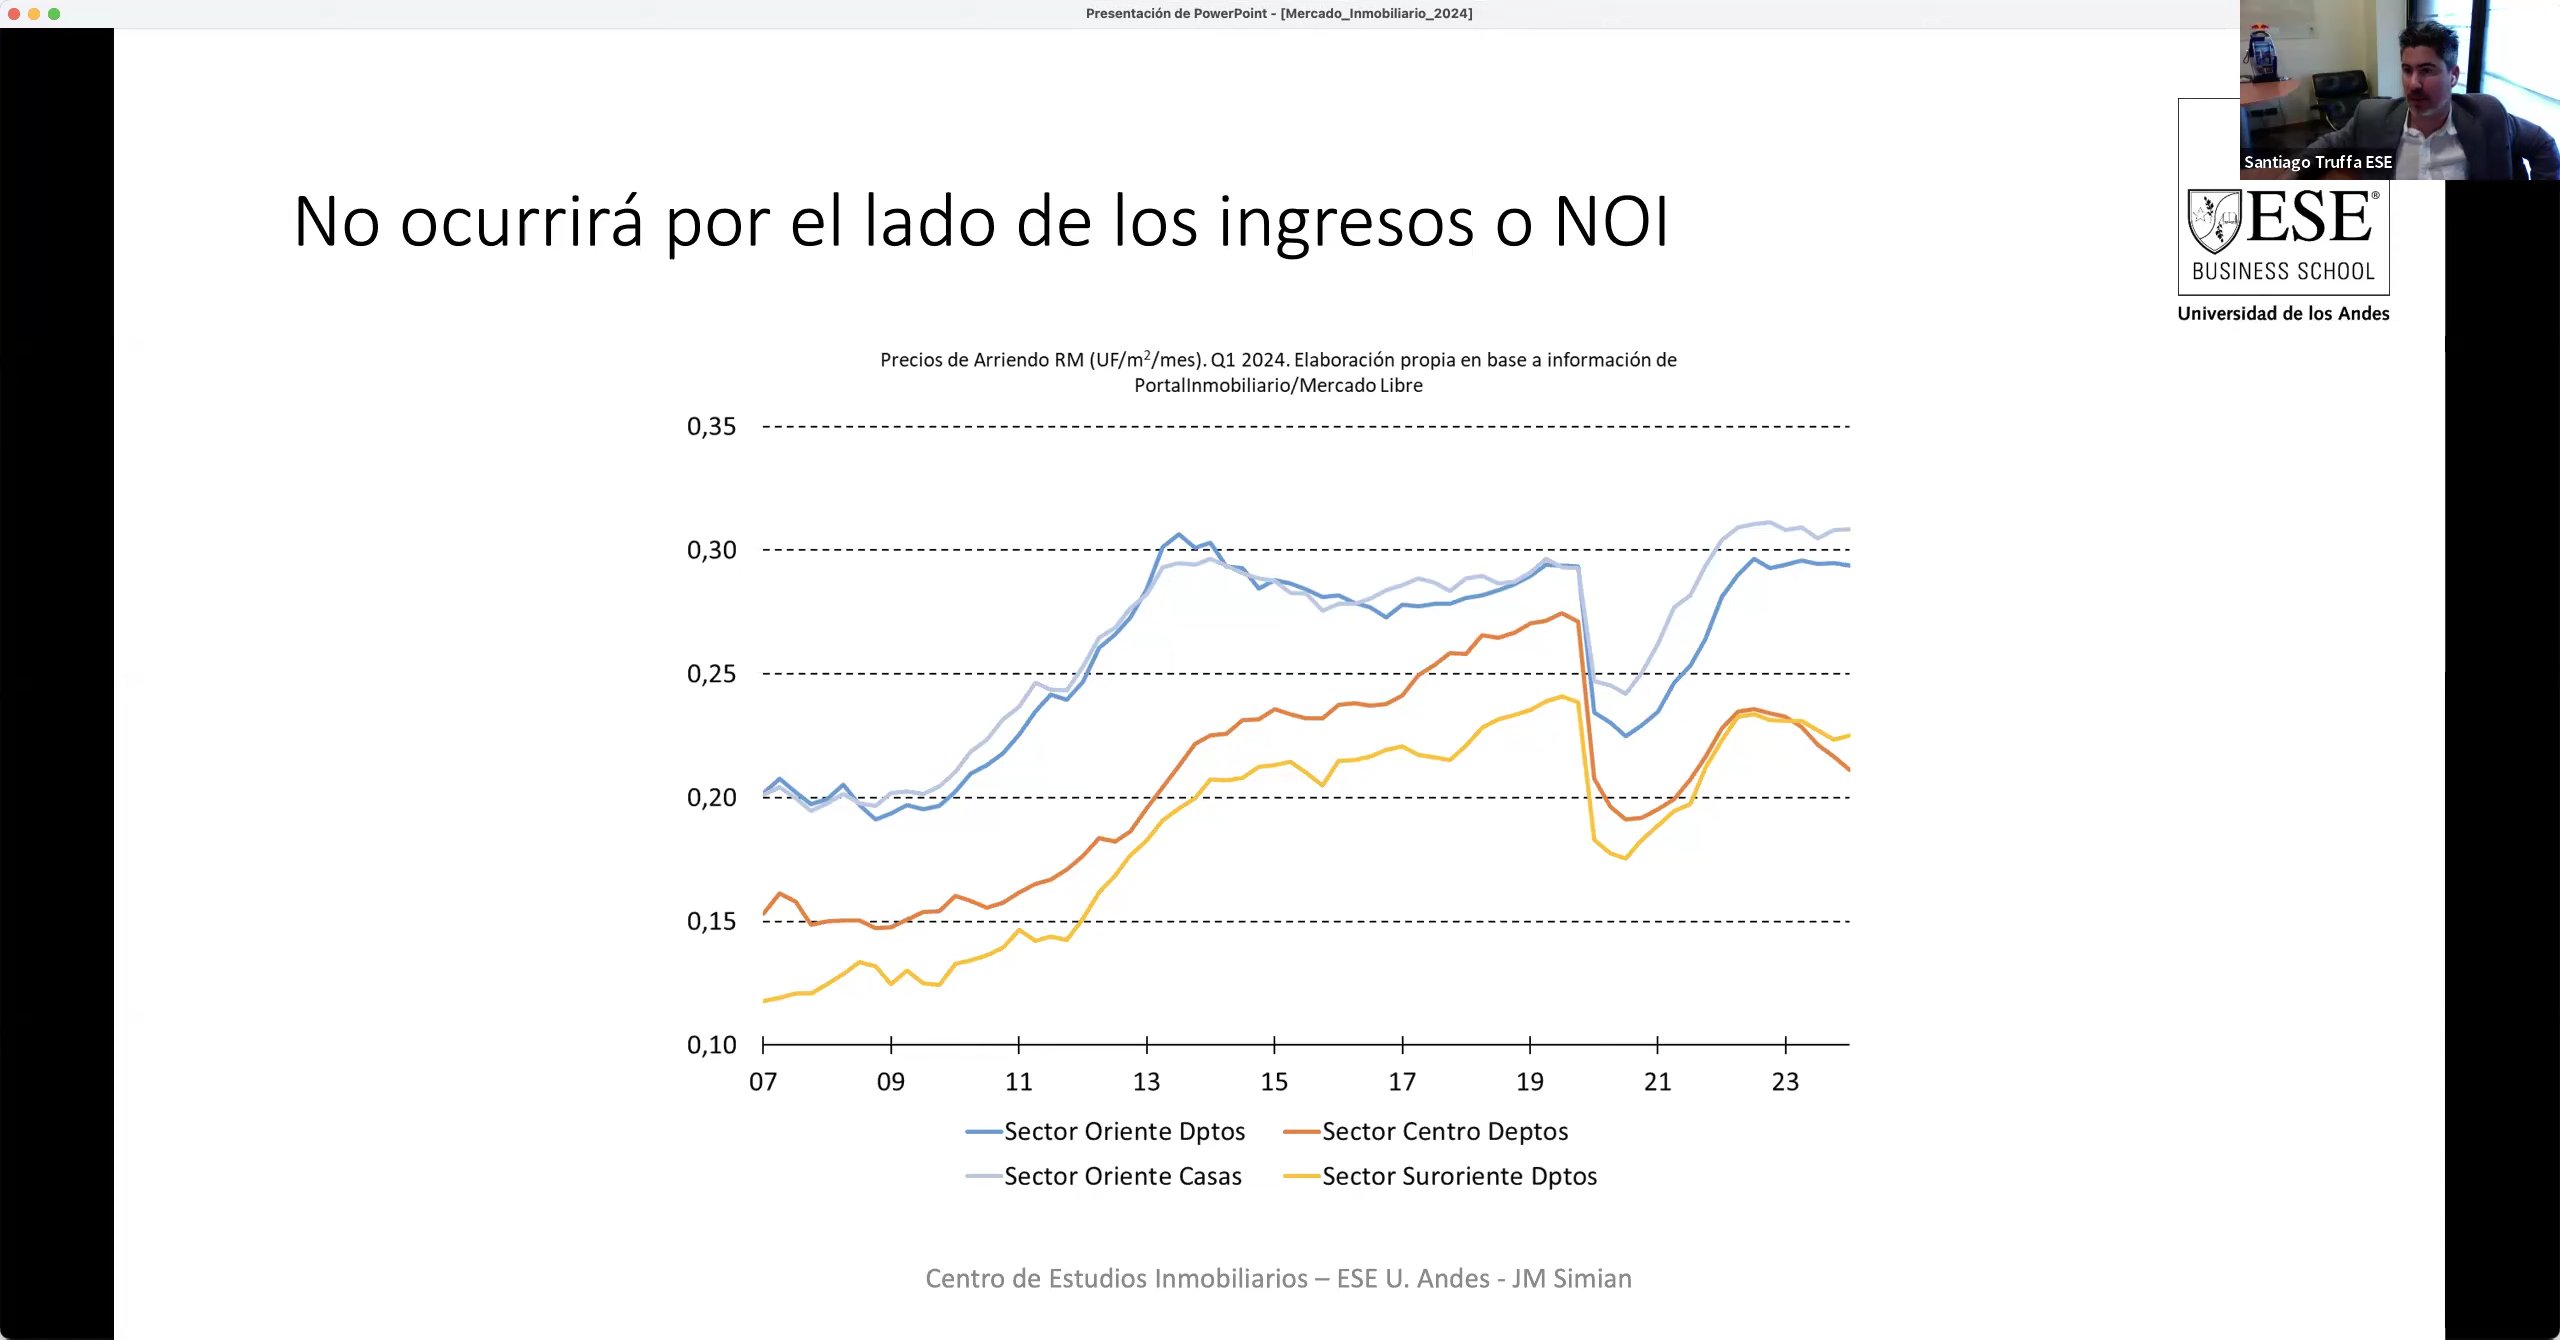 Presentación de PowerPoint - [Mercado_Inmobiliario_2024]
Santiago Truffa ESE
No ocurrirá por el lado de los ingresos o NOI
ESE®
BUSINESS SCHOOL
Universidad de los Andes
Precios de Arriendo RM (UF/m²/mes). Q1 2024. Elaboración propia en base a información de
PortalInmobiliario/Mercado Libre
0,35
0,30
0,25
0,20
0,15
0,10
07 09 11 13 15 17 19 21 23
Sector Oriente Dptos Sector Centro Deptos
Sector Oriente Casas Sector Suroriente Dptos
Centro de Estudios Inmobiliarios – ESE U. Andes - JM Simian